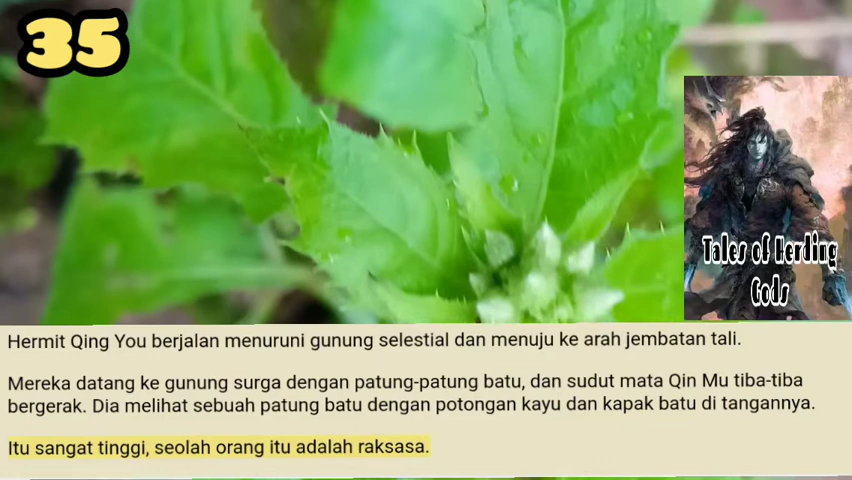 35
Tales of Herding
Gods
Hermit Qing You berjalan menuruni gunung selestial dan menuju ke arah jembatan tali.
Mereka datang ke gunung surga dengan patung-patung batu, dan sudut mata Qin Mu tiba-tiba
bergerak. Dia melihat sebuah patung batu dengan potongan kayu dan kapak batu di tangannya.
Itu sangat tinggi, seolah orang itu adalah raksasa.